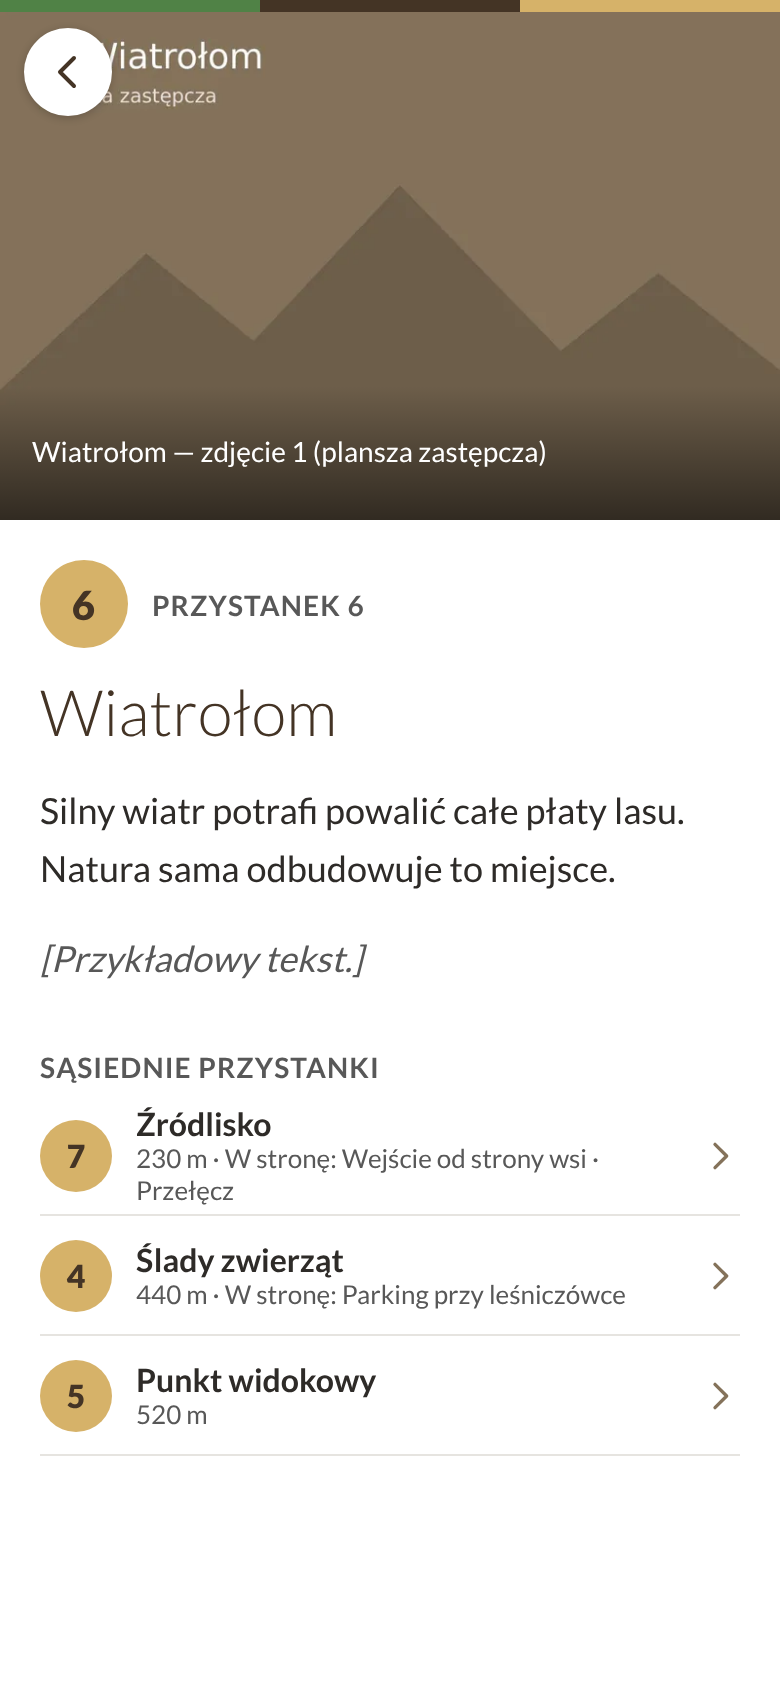 iatrołom
zastępcza
Wiatrołom — zdjęcie 1 (plansza zastępcza)
6
PRZYSTANEK 6
Wiatrołom
Silny wiatr potrafi powalić całe płaty lasu.
Natura sama odbudowuje to miejsce.
[Przykładowy tekst.]
SĄSIEDNIE PRZYSTANKI
7
Źródlisko
230 m · W stronę: Wejście od strony wsi ·
Przełęcz
4
Ślady zwierząt
440 m · W stronę: Parking przy leśniczówce
5
Punkt widokowy
520 m